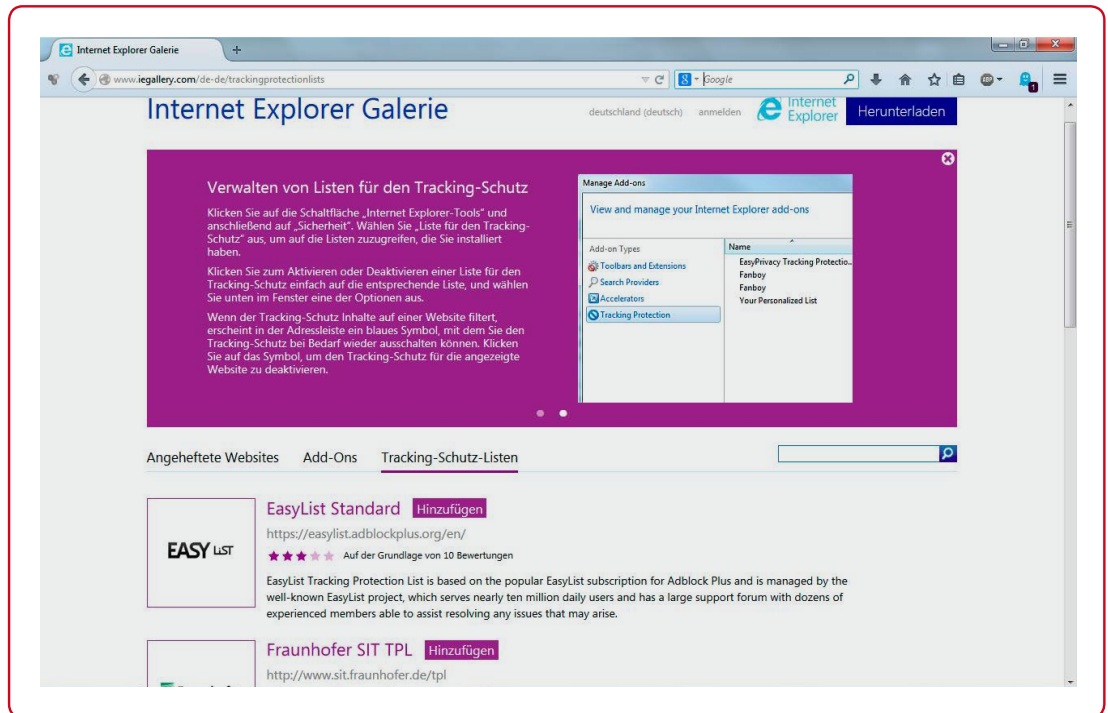 Internet Explorer Galerie
+
www.iegallery.com/de-de/trackingprotectionlists
Google
1
Internet Explorer Galerie
deutschland (deutsch) anmelden
Internet
Explorer
Herunterladen
Verwalten von Listen für den Tracking-Schutz
Klicken Sie auf die Schaltfläche „Internet Explorer-Tools“ und
anschließend auf „Sicherheit“. Wählen Sie „Liste für den Tracking-
Schutz“ aus, um auf die Listen zuzugreifen, die Sie installiert
haben.
Klicken Sie zum Aktivieren oder Deaktivieren einer Liste für den
Tracking-Schutz einfach auf die entsprechende Liste, und wählen
Sie unten im Fenster eine der Optionen aus.
Wenn der Tracking-Schutz Inhalte auf einer Website filtert,
erscheint in der Adressleiste ein blaues Symbol, mit dem Sie den
Tracking-Schutz bei Bedarf wieder ausschalten können. Klicken
Sie auf das Symbol, um den Tracking-Schutz für die angezeigte
Website zu deaktivieren.
Manage Add-ons
View and manage your Internet Explorer add-ons
Add-on Types
Toolbars and Extensions
Search Providers
Accelerators
Tracking Protection
Name
EasyPrivacy Tracking Protectio...
Fanboy
Fanboy
Your Personalized List
Angeheftete Websites Add-Ons Tracking-Schutz-Listen
EASY LIST
EasyList Standard Hinzufügen
https://easylist.adblockplus.org/en/
Auf der Grundlage von 10 Bewertungen
EasyList Tracking Protection List is based on the popular EasyList subscription for Adblock Plus and is managed by the
well-known EasyList project, which serves nearly ten million daily users and has a large support forum with dozens of
experienced members able to assist resolving any issues that may arise.
Fraunhofer SIT TPL Hinzufügen
http://www.sit.fraunhofer.de/tpl